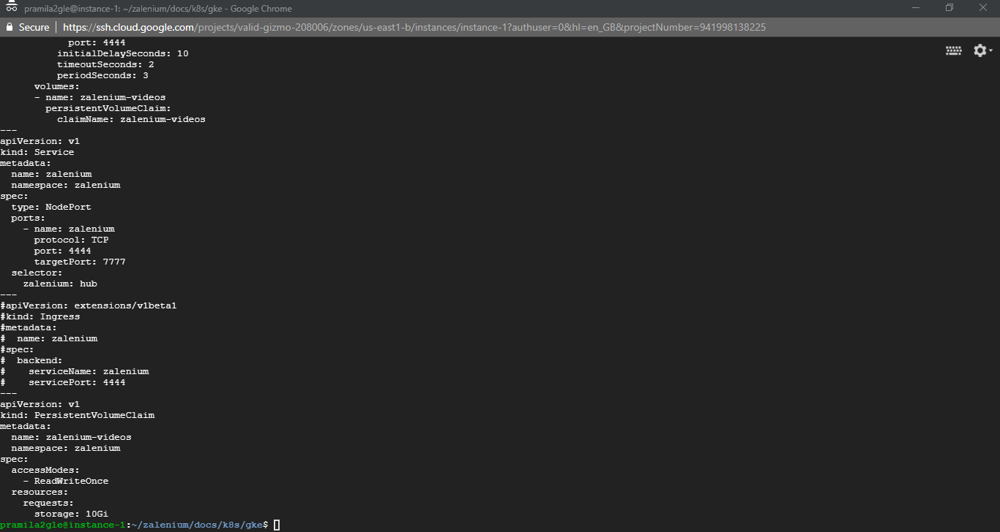 pramila2gle@instance-1: ~/zalenium/docs/k8s/gke - Google Chrome
Secure | https://ssh.cloud.google.com/projects/valid-gizmo-208006/zones/us-east1-b/instances/instance-1?authuser=0&hl=en_GB&projectNumber=941998138225
            port: 4444
          initialDelaySeconds: 10
          timeoutSeconds: 2
          periodSeconds: 3
      volumes:
      - name: zalenium-videos
        persistentVolumeClaim:
          claimName: zalenium-videos
---
apiVersion: v1
kind: Service
metadata:
  name: zalenium
  namespace: zalenium
spec:
  type: NodePort
  ports:
    - name: zalenium
      protocol: TCP
      port: 4444
      targetPort: 7777
  selector:
    zalenium: hub
---
#apiVersion: extensions/v1beta1
#kind: Ingress
#metadata:
#  name: zalenium
#spec:
#  backend:
#    serviceName: zalenium
#    servicePort: 4444
---
apiVersion: v1
kind: PersistentVolumeClaim
metadata:
  name: zalenium-videos
  namespace: zalenium
spec:
  accessModes:
    - ReadWriteOnce
  resources:
    requests:
      storage: 10Gi
pramila2gle@instance-1:~/zalenium/docs/k8s/gke$